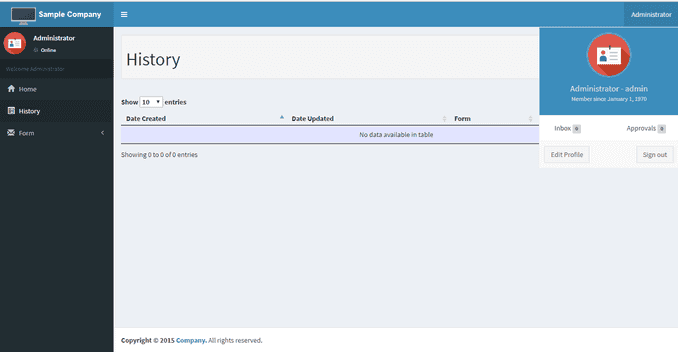 Sample Company
Administrator
Administrator
Online
Welcome Administrator
Home
History
Form
History
Show 10 entries
Date Created Date Updated Form
No data available in table
Showing 0 to 0 of 0 entries
Administrator - admin
Member since January 1, 1970
Inbox 0 Approvals 0
Edit Profile Sign out
Copyright © 2015 Company. All rights reserved.